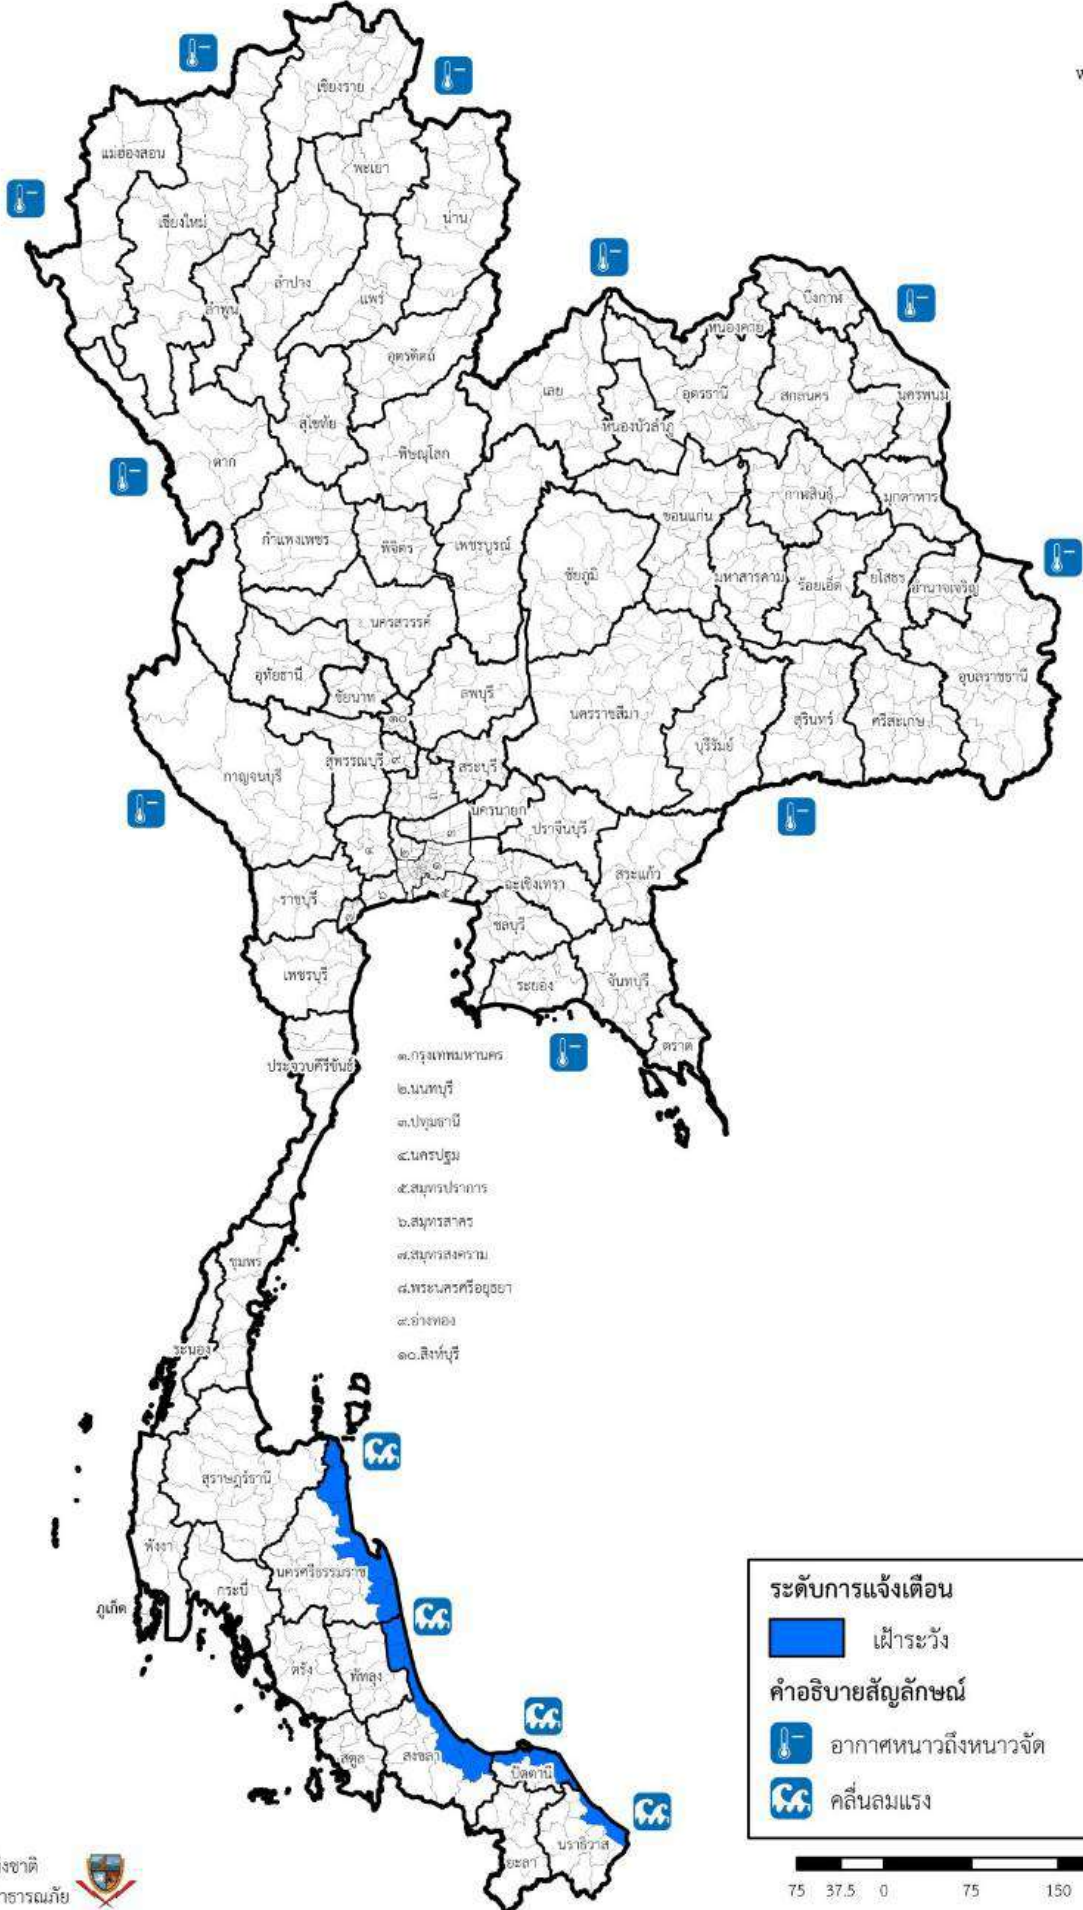 เชียงราย
แม่ฮ่องสอน
พะเยา
น่าน
เชียงใหม่
ลำปาง
แพร่
ลำพูน
บึงกาฬ
หนองคาย
อุตรดิตถ์
เลย
อุดรธานี
สกลนคร
นครพนม
สุโขทัย
หนองบัวลำภู
ตาก
พิษณุโลก
กาฬสินธุ์
มุกดาหาร
ขอนแก่น
กำแพงเพชร
พิจิตร
เพชรบูรณ์
ชัยภูมิ
มหาสารคาม
ร้อยเอ็ด
ยโสธร
อำนาจเจริญ
นครสวรรค์
อุทัยธานี
ชัยนาท
ลพบุรี
อุบลราชธานี
๑๐
นครราชสีมา
สุรินทร์
ศรีสะเกษ
บุรีรัมย์
กาญจนบุรี
สุพรรณบุรี
๙
สระบุรี
๘
นครนายก
ปราจีนบุรี
๓
๔
๒
๑
สระแก้ว
ฉะเชิงเทรา
ราชบุรี
๖
๕
๗
ชลบุรี
เพชรบุรี
ระยอง
จันทบุรี
ตราด
ประจวบคีรีขันธ์
๑.กรุงเทพมหานคร
๒.นนทบุรี
๓.ปทุมธานี
๔.นครปฐม
๕.สมุทรปราการ
๖.สมุทรสาคร
๗.สมุทรสงคราม
๘.พระนครศรีอยุธยา
๙.อ่างทอง
๑๐.สิงห์บุรี
ชุมพร
ระนอง
สุราษฎร์ธานี
พังงา
นครศรีธรรมราช
กระบี่
ภูเก็ต
ตรัง
พัทลุง
สตูล
สงขลา
ปัตตานี
นราธิวาส
ยะลา
ระดับการแจ้งเตือน
เฝ้าระวัง
คำอธิบายสัญลักษณ์
อากาศหนาวถึงหนาวจัด
คลื่นลมแรง
75 37.5 0 75 150